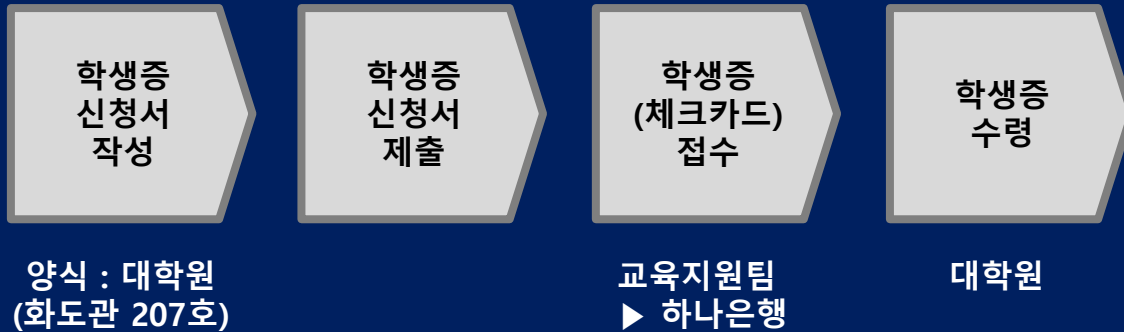 학생증
신청서
작성
학생증
신청서
제출
학생증
(체크카드)
접수
학생증
수령
양식 : 대학원
(화도관 207호)
교육지원팀
▶ 하나은행
대학원